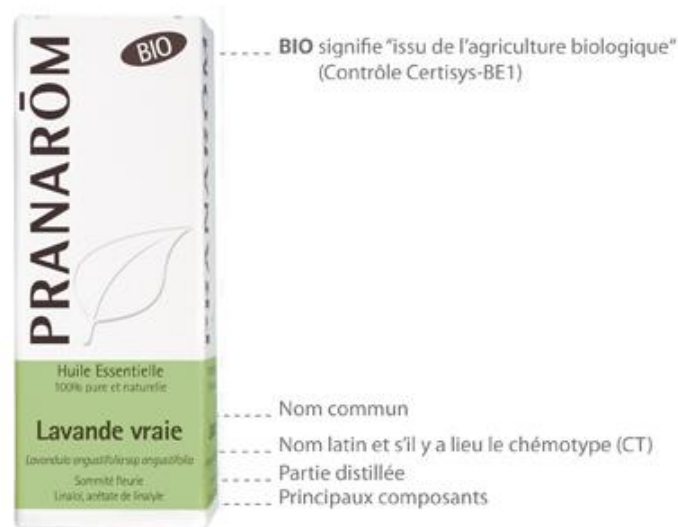 PRANARŌM
BIO
BIO signifie "issu de l'agriculture biologique"
(Contrôle Certisys-BE1)
Huile Essentielle
100% pure et naturelle
Lavande vraie
Lavandula angustifolia ssp angustifolia
Sommité fleurie
Linalol, acétate de linalyle
Nom commun
Nom latin et s'il y a lieu le chémotype (CT)
Partie distillée
Principaux composants